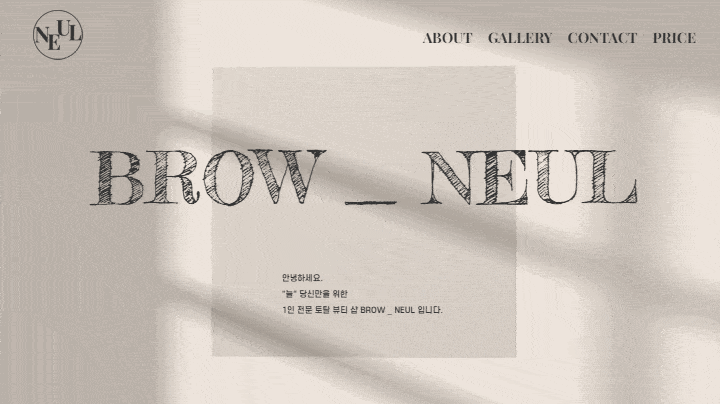 NEUL
ABOUT GALLERY CONTACT PRICE
BROW _ NEUL
안녕하세요.
"늘" 당신만을 위한
1인 전문 토탈 뷰티 샵 BROW _ NEUL 입니다.